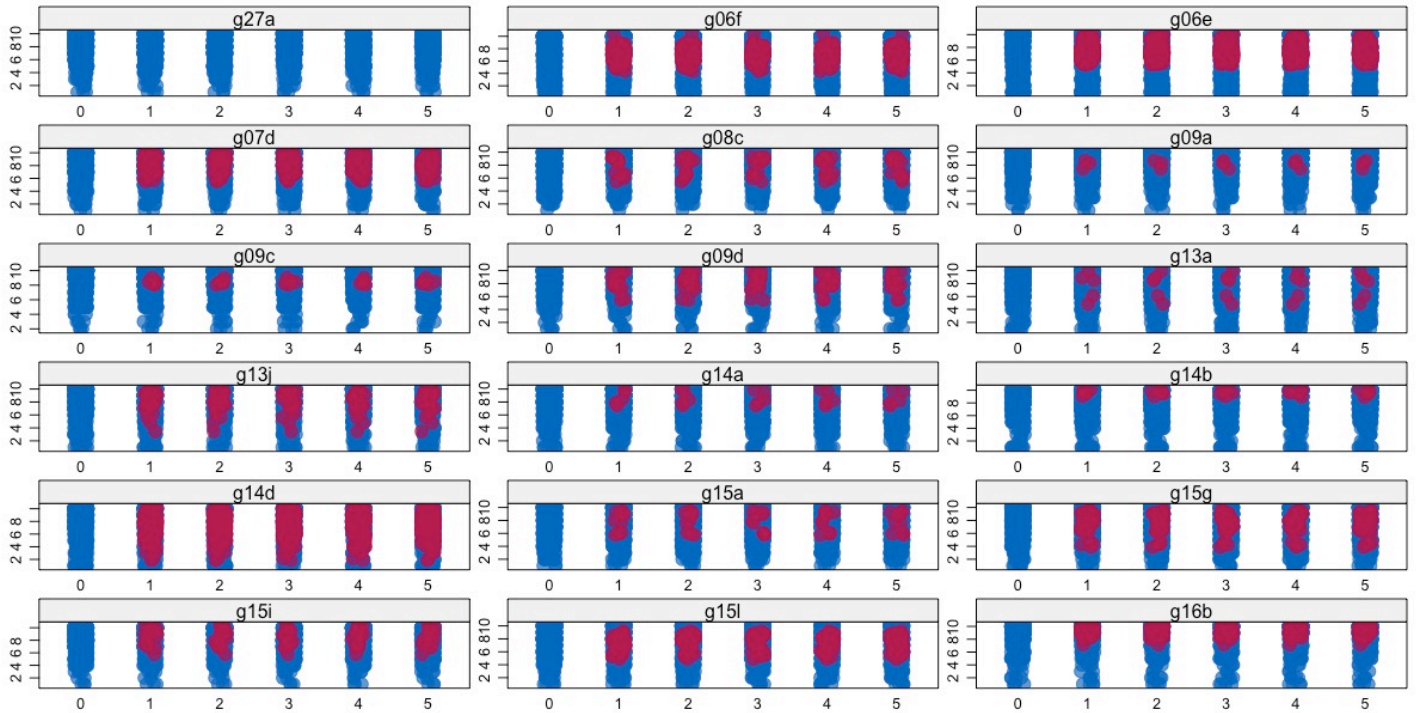 g27a g06f g06e
2 4 6 8 10 2 4 6 8 2 4 6 8
0 1 2 3 4 5 0 1 2 3 4 5 0 1 2 3 4 5
g07d g08c g09a
2 4 6 8 10 2 4 6 8 10 2 4 6 8 10
0 1 2 3 4 5 0 1 2 3 4 5 0 1 2 3 4 5
g09c g09d g13a
2 4 6 8 10 2 4 6 8 10 2 4 6 8 10
0 1 2 3 4 5 0 1 2 3 4 5 0 1 2 3 4 5
g13j g14a g14b
2 4 6 8 10 2 4 6 8 10 2 4 6 8
0 1 2 3 4 5 0 1 2 3 4 5 0 1 2 3 4 5
g14d g15a g15g
2 4 6 8 2 4 6 8 10 2 4 6 8 10
0 1 2 3 4 5 0 1 2 3 4 5 0 1 2 3 4 5
g15i g15l g16b
2 4 6 8 2 4 6 8 10 2 4 6 8 10
0 1 2 3 4 5 0 1 2 3 4 5 0 1 2 3 4 5